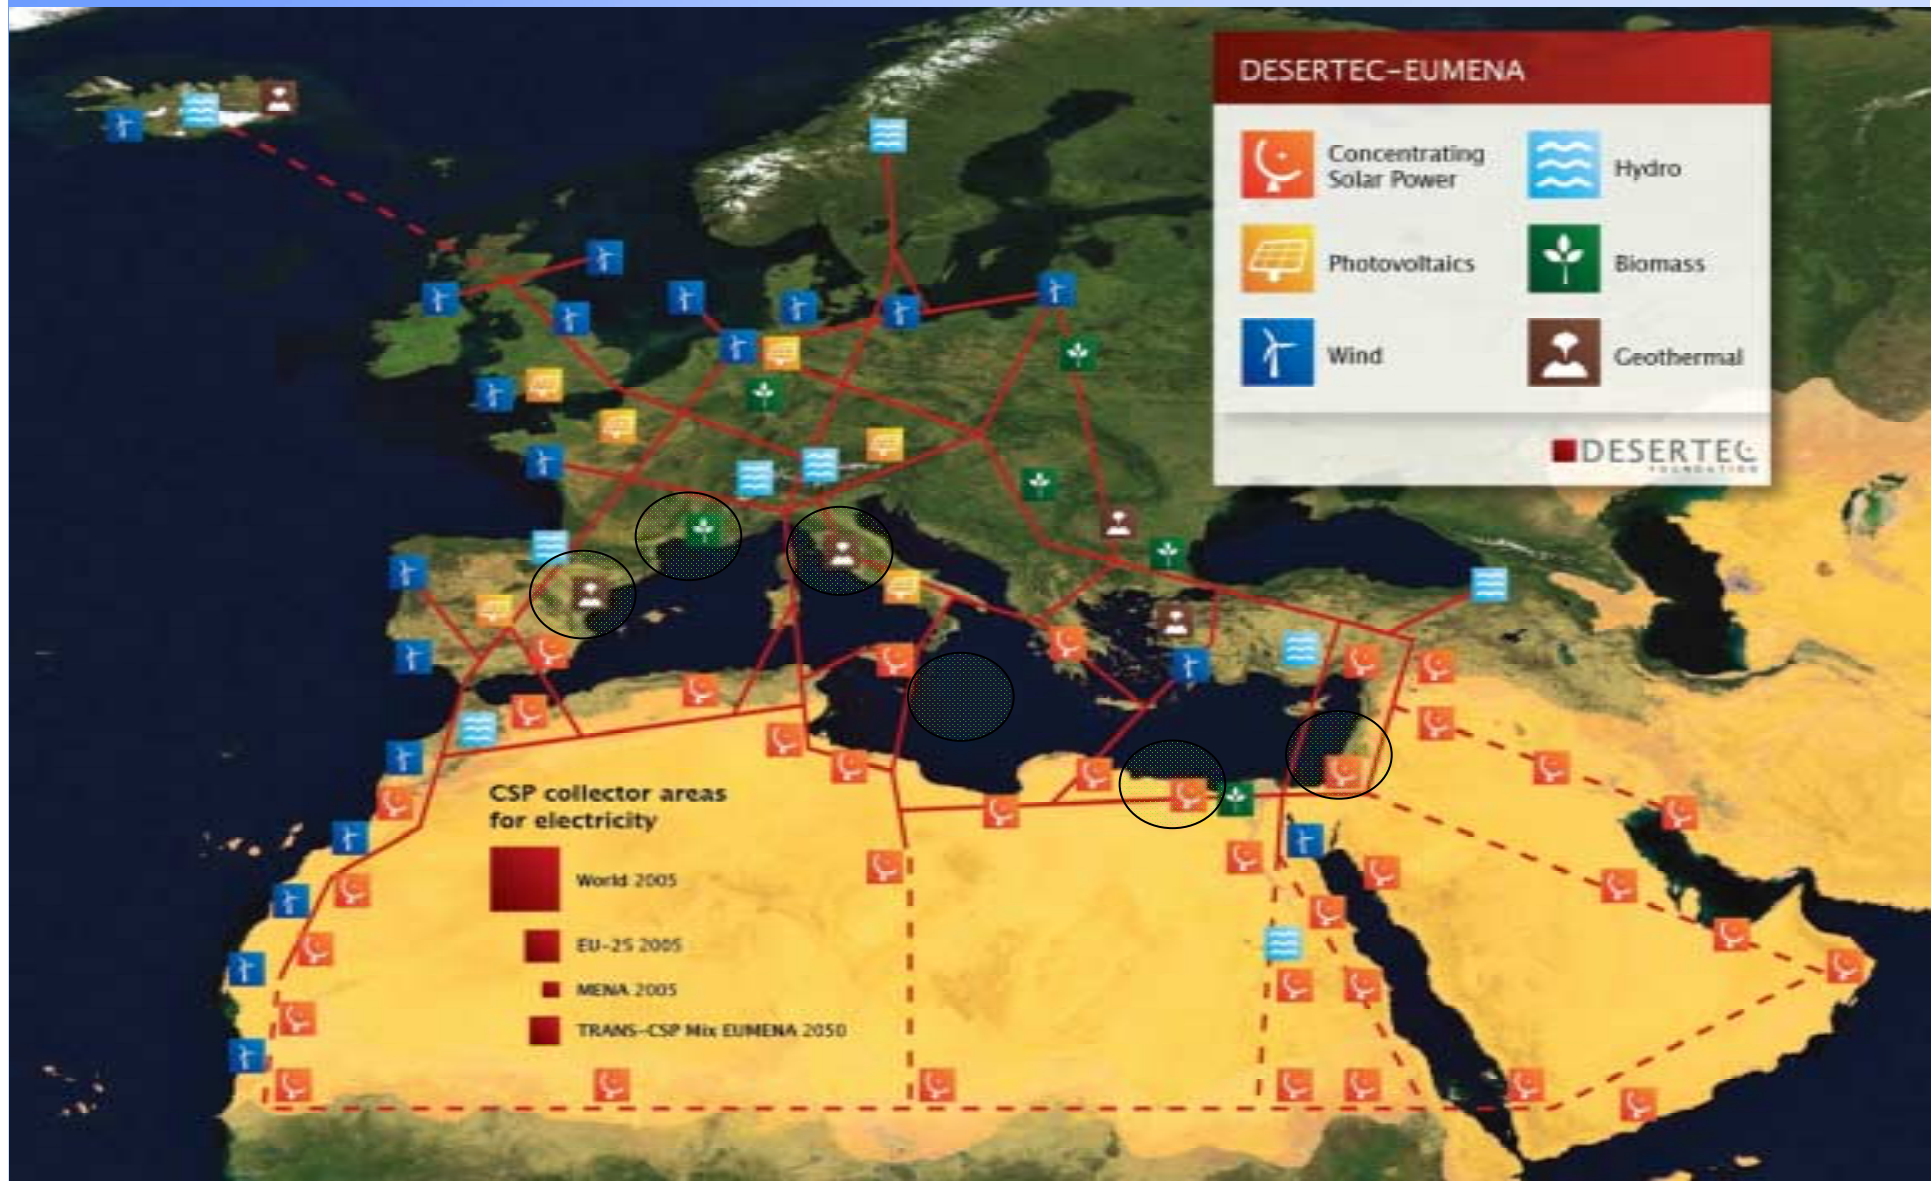 DESERTEC-EUMENA
Concentrating
Solar Power
Hydro
Photovoltaics
Biomass
Wind
Geothermal
DESERTEC
FOUNDATION
CSP collector areas
for electricity
World 2005
EU-25 2005
MENA 2005
TRANS-CSP Mix EUMENA 2050